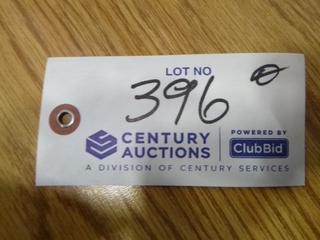 LOT NO
396
CENTURY AUCTIONS
POWERED BY
ClubBid
A DIVISION OF CENTURY SERVICES